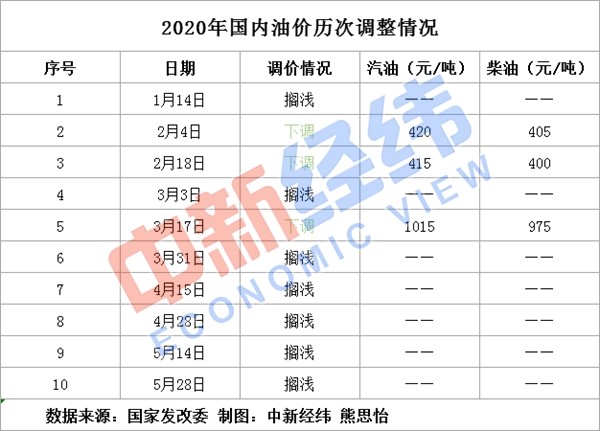 2020年国内油价历次调整情况
序号 日期 调价情况 汽油（元/吨） 柴油（元/吨）
1 1月14日 搁浅 —— ——
2 2月4日 下调 420 405
3 2月18日 下调 415 400
4 3月3日 搁浅 —— ——
5 3月17日 下调 1015 975
6 3月31日 搁浅 —— ——
7 4月15日 搁浅 —— ——
8 4月28日 搁浅 —— ——
9 5月14日 搁浅 —— ——
10 5月28日 搁浅 —— ——
数据来源：国家发改委 制图：中新经纬 熊思怡
中新经纬
ECONOMIC VIEW